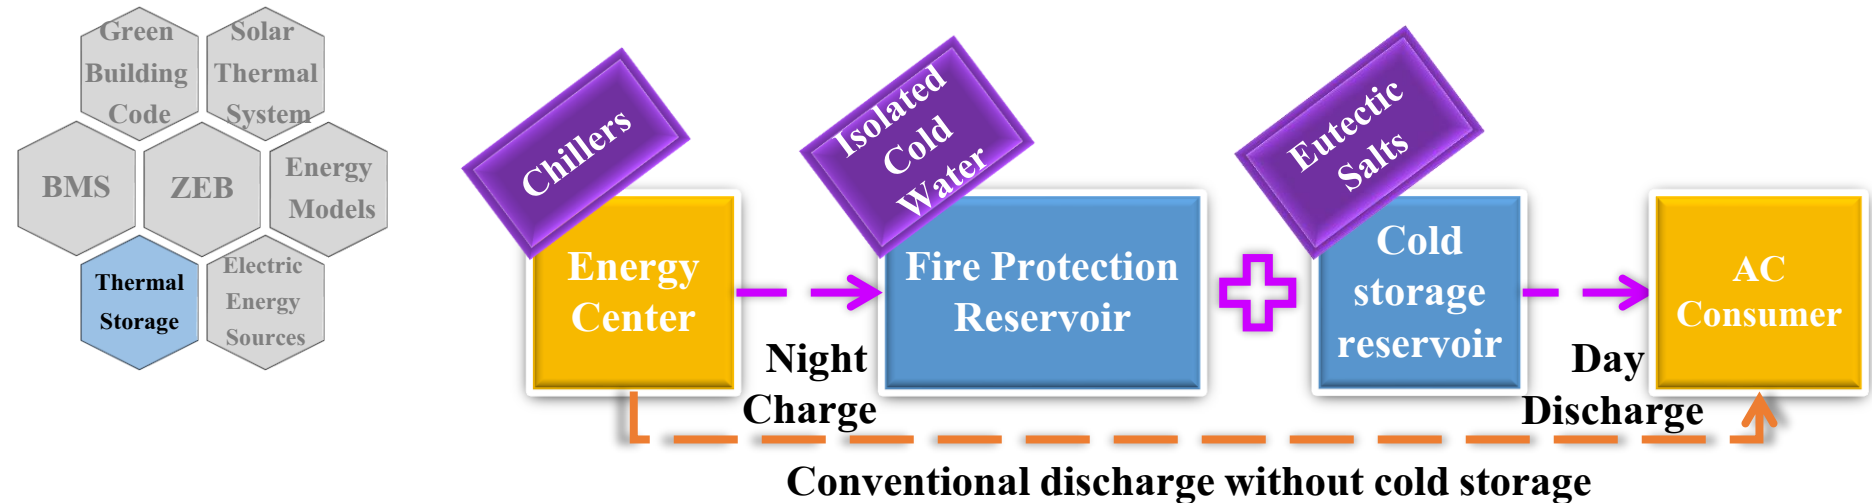 Green
Building
Code
Solar
Thermal
System
BMS
ZEB
Energy
Models
Thermal
Storage
Electric
Energy
Sources
Chillers
Energy
Center
Night
Charge
Isolated
Cold
Water
Fire Protection
Reservoir
Eutectic
Salts
Cold
storage
reservoir
Day
Discharge
AC
Consumer
Conventional discharge without cold storage